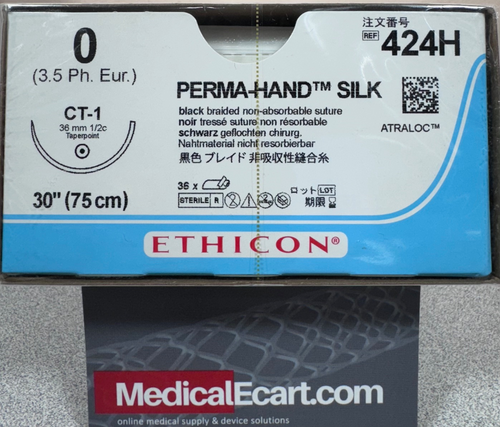 0
(3.5 Ph. Eur.)
CT-1
36 mm 1/2c
Taperpoint
30" (75 cm)
注文番号
REF 424H
PERMA-HAND™ SILK
black braided non-absorbable suture
noir tressé suture non résorbable
schwarz geflochten chirurg.
Nahtmaterial nicht resorbierbar
黒色 ブレイド 非吸収性縫合糸
ATRALOC™
36 x
STERILE R
ロット LOT
期限
ETHICON®
MedicalEcart.com
online medical supply & device solutions